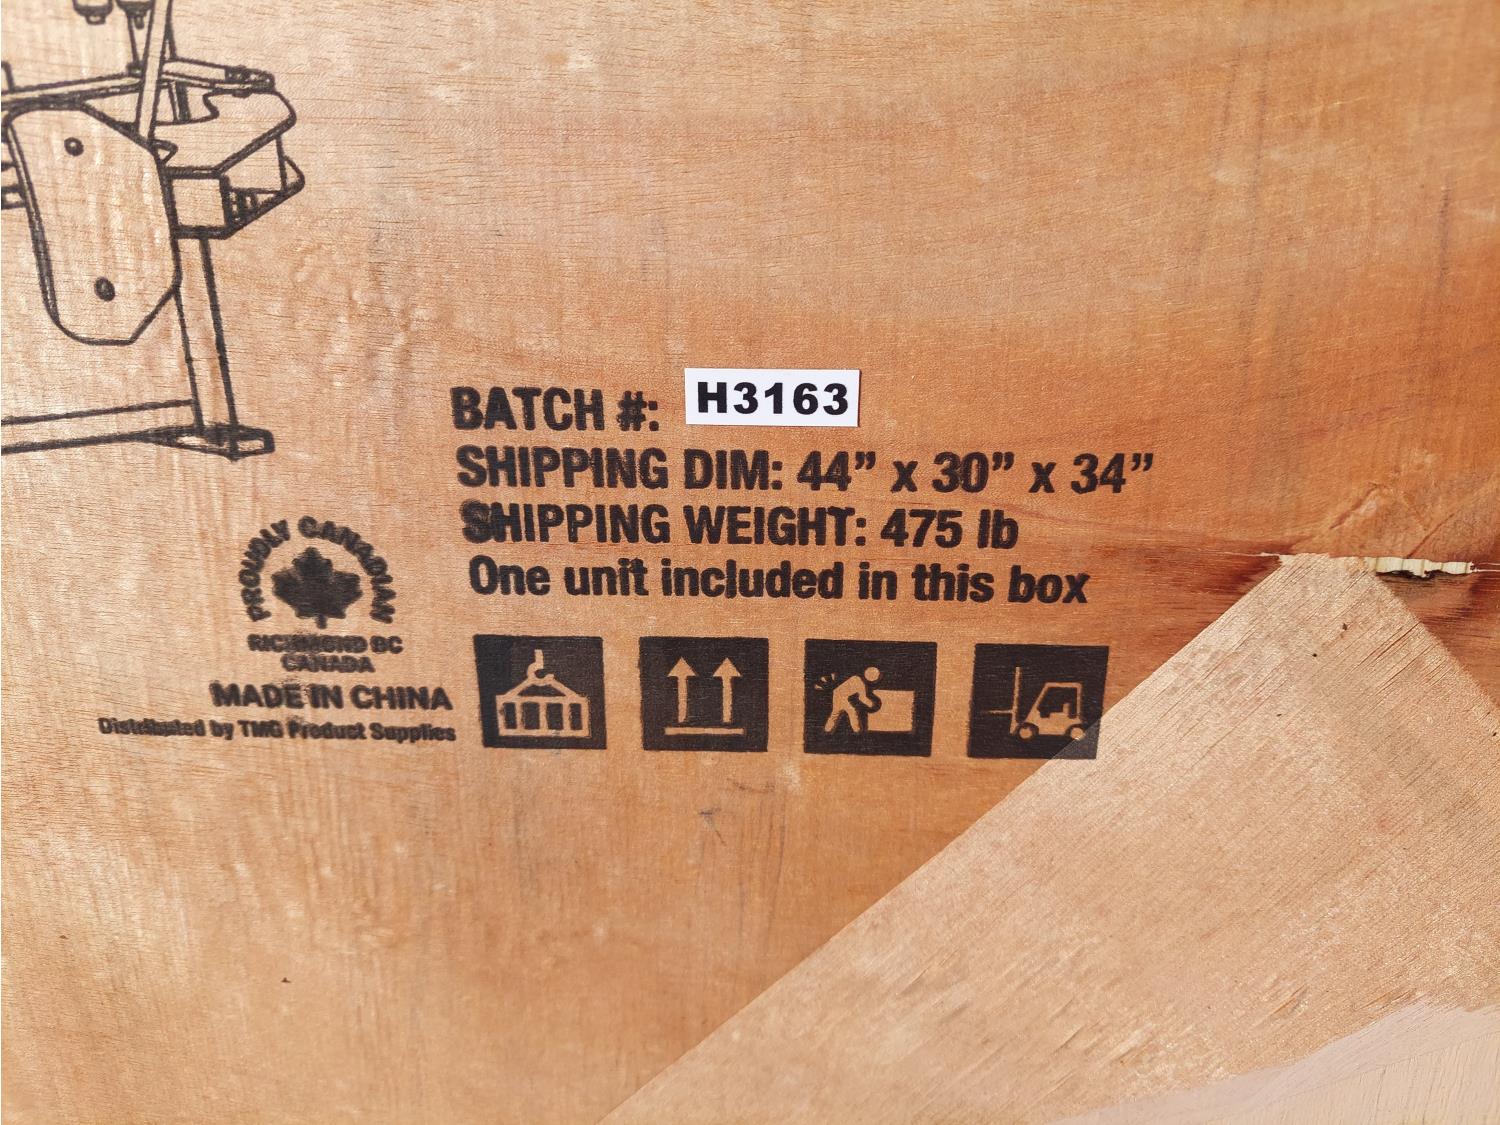 BATCH #: H3163
SHIPPING DIM: 44” x 30” x 34”
SHIPPING WEIGHT: 475 lb
One unit included in this box
PROUDLY CANADIAN
RICHMOND BC
CANADA
MADE IN CHINA
Distributed by TMG Product Supplies